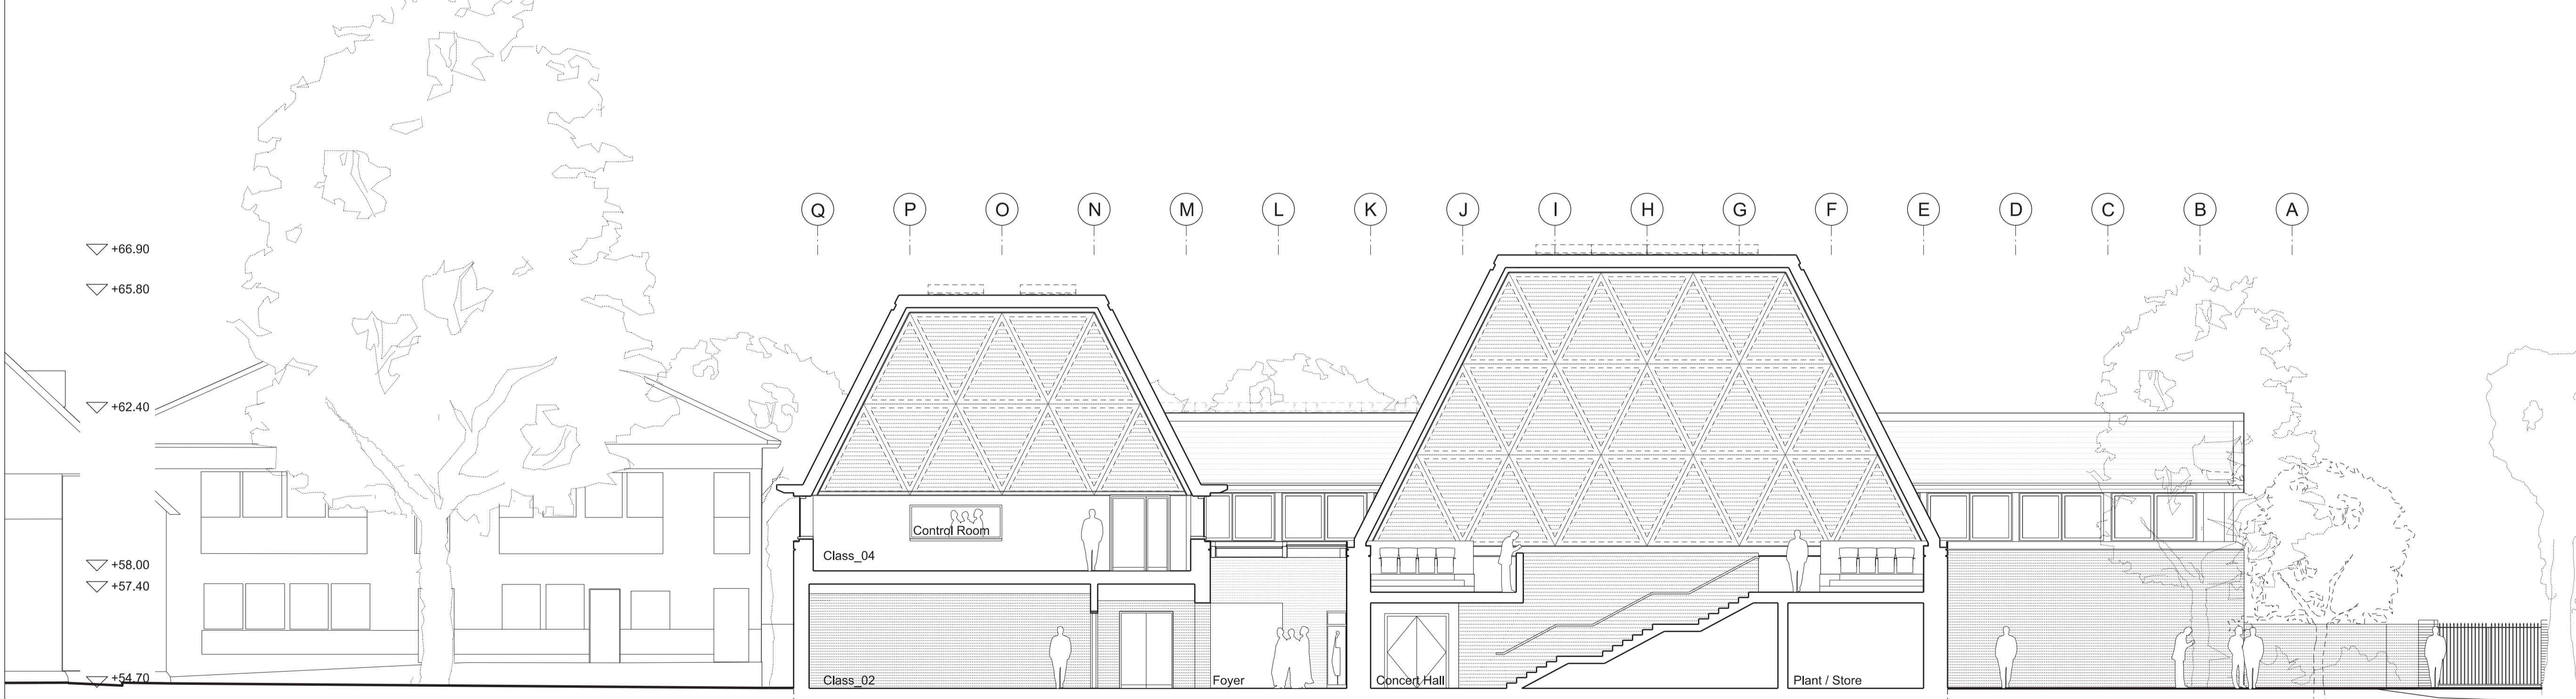 Q P O N M L K J I H G F E D C B A
+66.90
+65.80
+62.40
+58.00
+57.40
+54.70
Control Room
Class_04
Class_02
Foyer
Concert Hall
Plant / Store